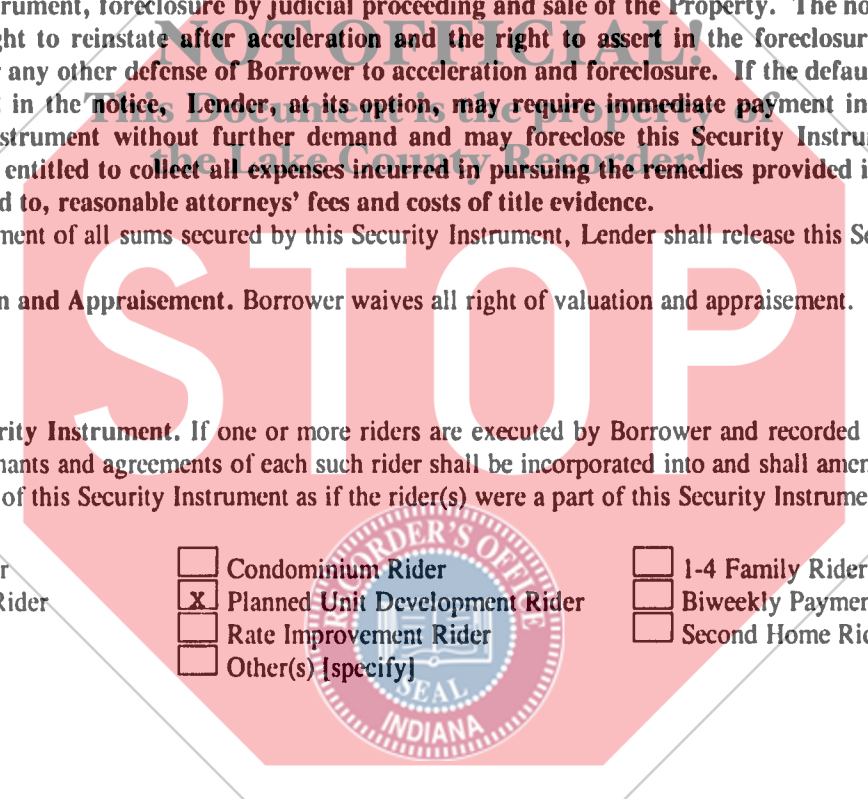 rument, foreclosure by judicial proceeding and sale of the Property. The no
ght to reinstate after acceleration and the right to assert in the foreclosur
NOT OFFICIAL!
any other defense of Borrower to acceleration and foreclosure. If the defau
in the notice, Lender, at its option, may require immediate payment in
This Document is the property of
strument without further demand and may foreclose this Security Instru
the Lake County Recorder!
entitled to collect all expenses incurred in pursuing the remedies provided i
d to, reasonable attorneys' fees and costs of title evidence.
ment of all sums secured by this Security Instrument, Lender shall release this Se
n and Appraisement. Borrower waives all right of valuation and appraisement.
STOP
rity Instrument. If one or more riders are executed by Borrower and recorded
nants and agreements of each such rider shall be incorporated into and shall amen
of this Security Instrument as if the rider(s) were a part of this Security Instrume
r Condominium Rider 1-4 Family Rider
Rider X Planned Unit Development Rider Biweekly Paymen
Rate Improvement Rider Second Home Rid
Other(s) [specify]
RECORDER'S OFFICE
SEAL
INDIANA